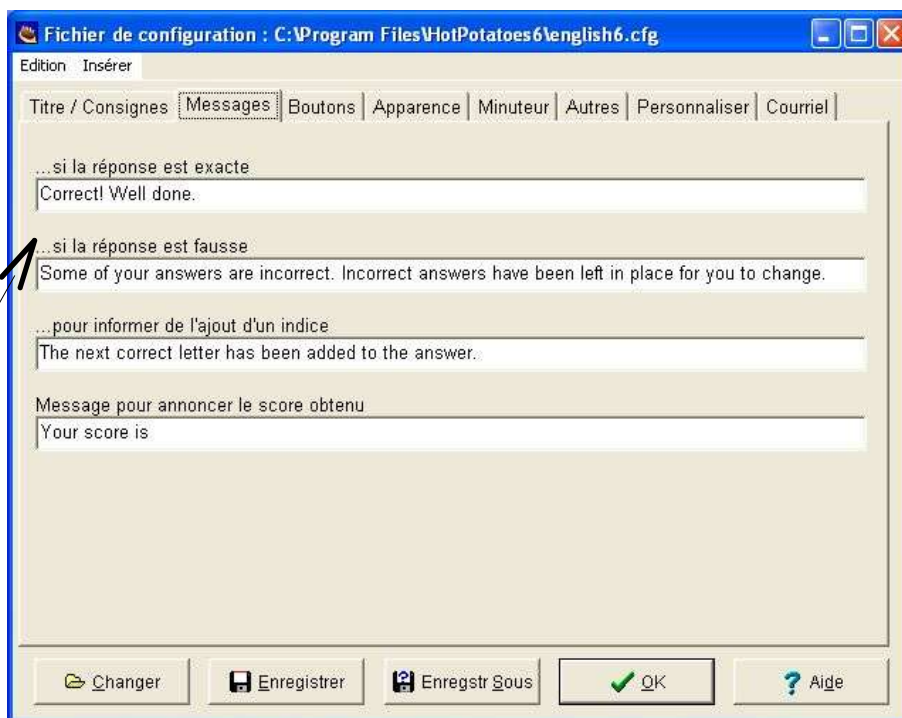 Fichier de configuration : C:\Program Files\HotPotatoes6\english6.cfg
Edition Insérer
Titre / Consignes Messages Boutons Apparence Minuteur Autres Personnaliser Courriel
...si la réponse est exacte
Correct! Well done.
...si la réponse est fausse
Some of your answers are incorrect. Incorrect answers have been left in place for you to change.
...pour informer de l'ajout d'un indice
The next correct letter has been added to the answer.
Message pour annoncer le score obtenu
Your score is
Changer Enregistrer Enregstr Sous OK Aide